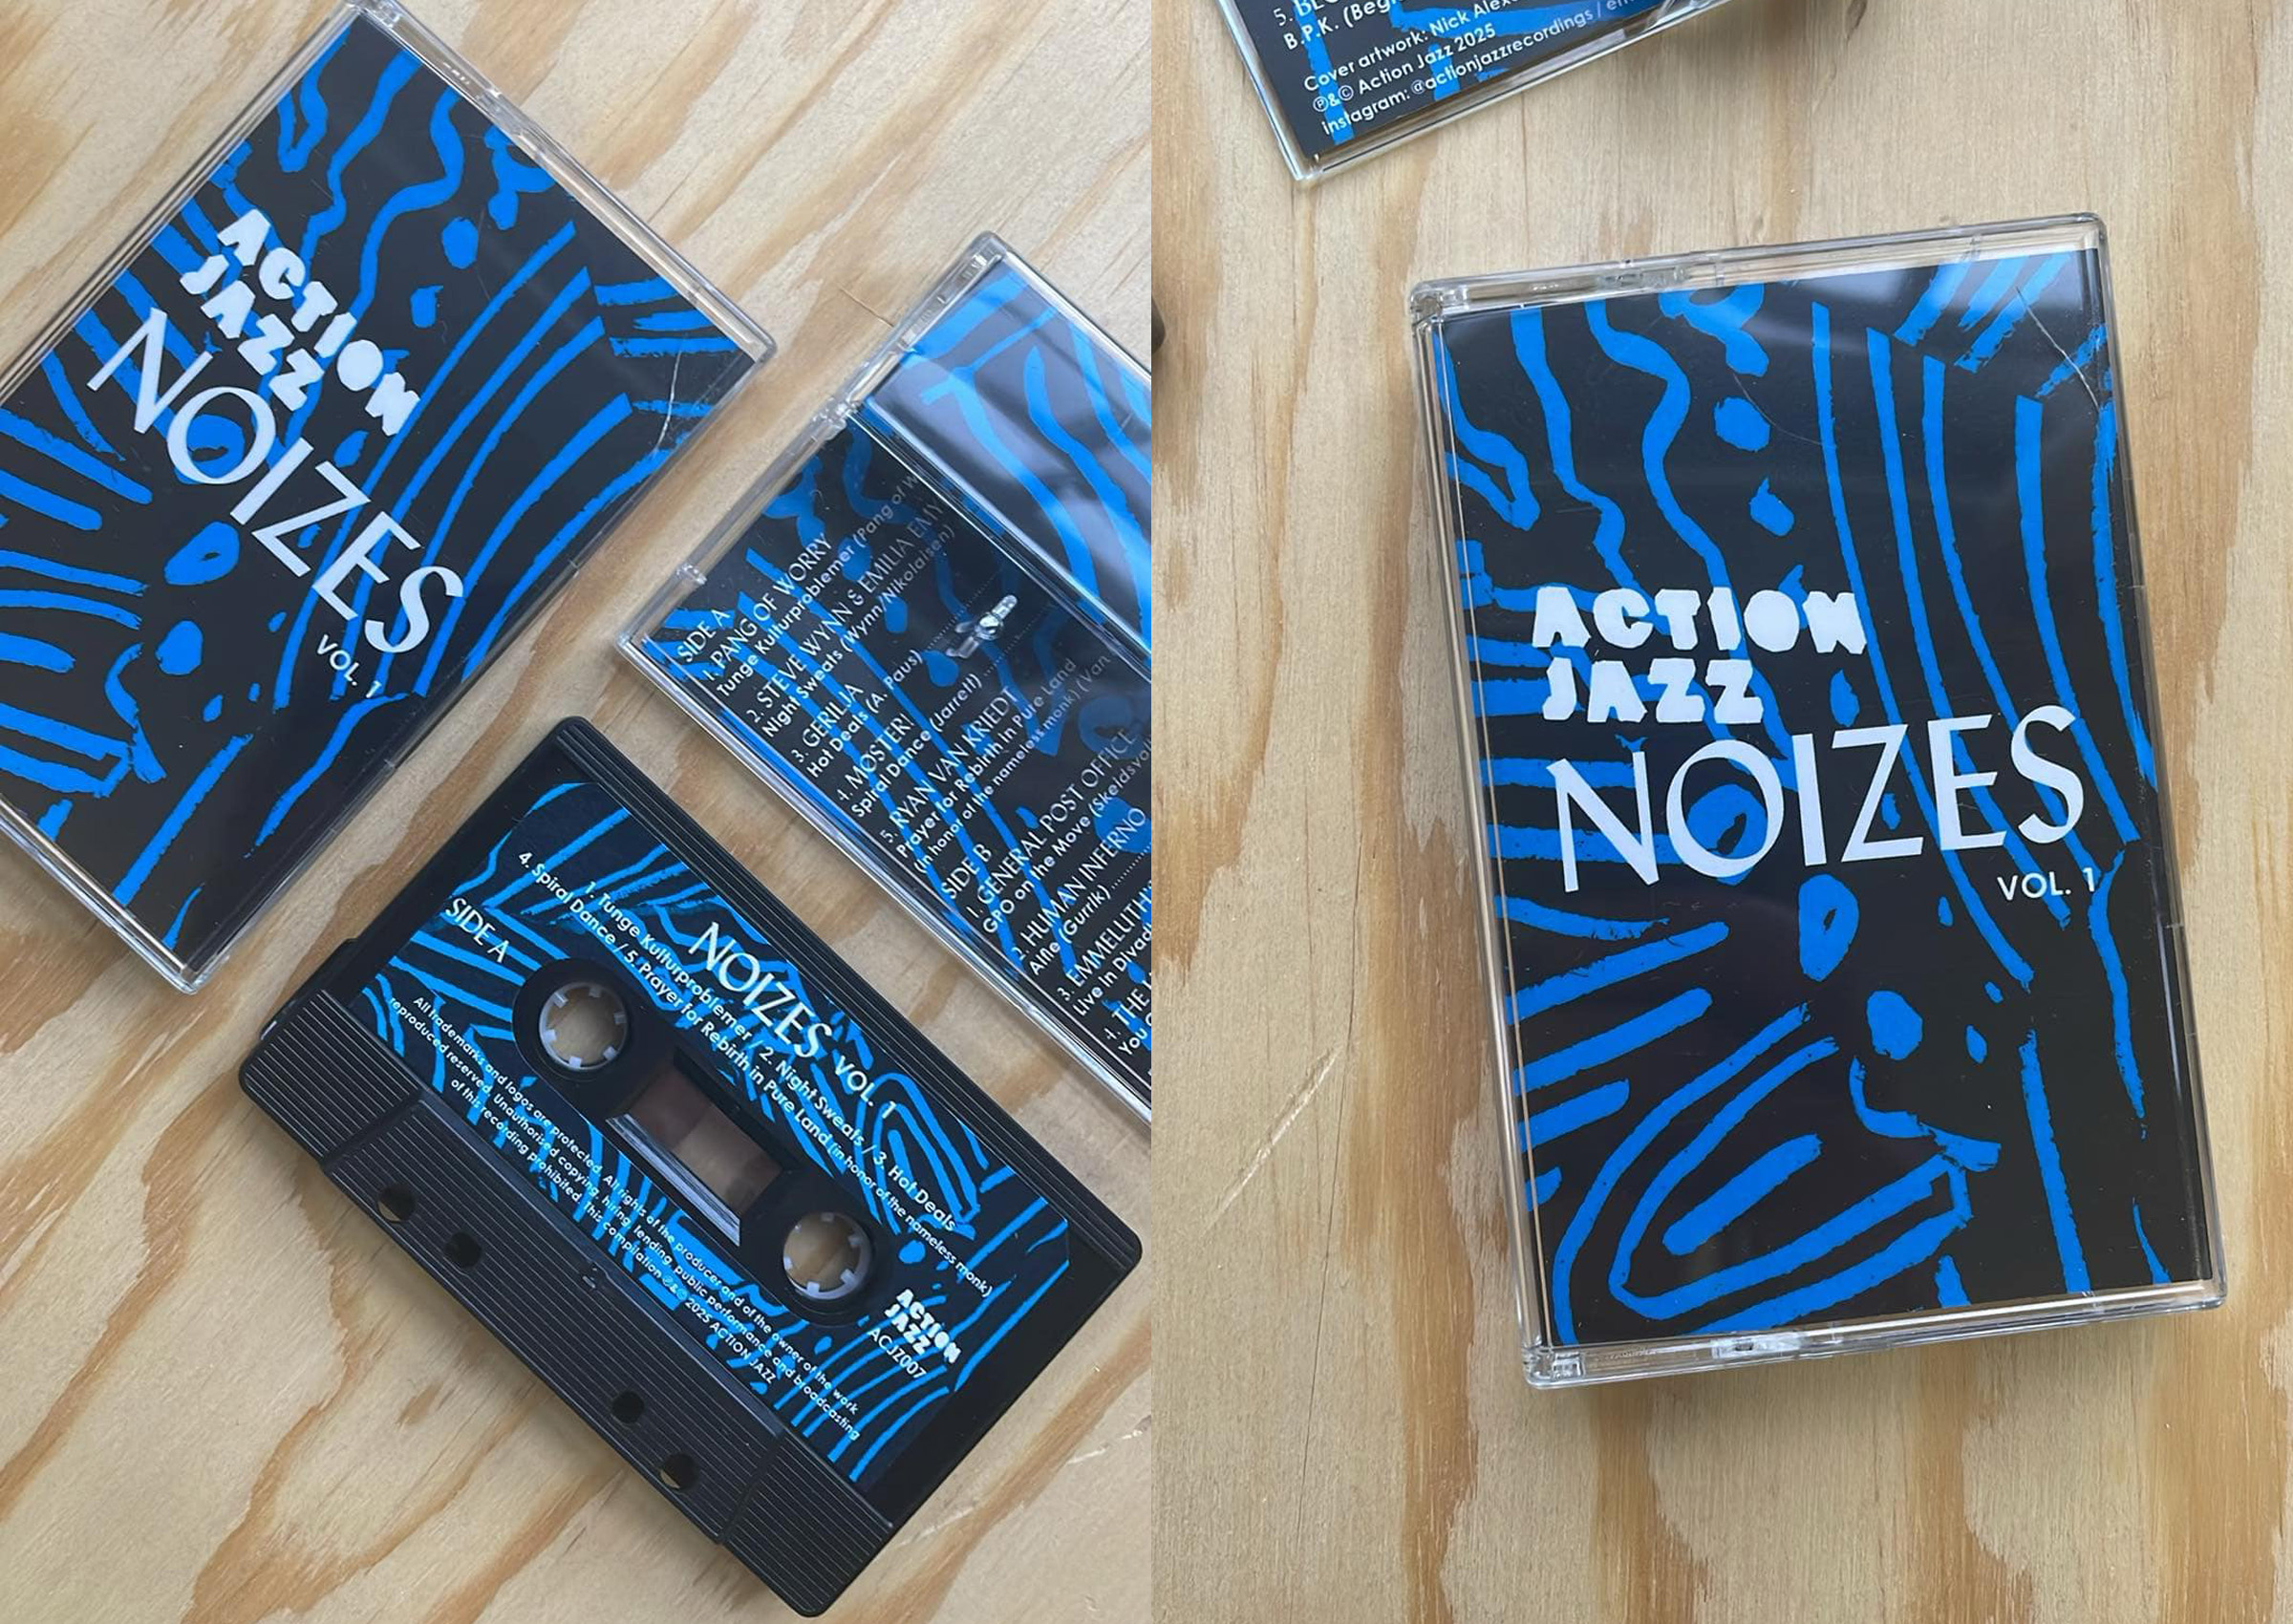 ACTION
JAZZ
NOIZES
VOL. 1
SIDE A
1. PANG OF WORRY
Tunge Kulturproblemer (Pang of
2. STEVE WYNN & EMILIA
Night Sweats (Wynn/Nikolaisen)
3. GERILJA
Hot Deals (A. Paus)
4. MOSTERI
Spiral Dance (Jarrell)
5. RYAN VAN KRIEDT
Prayer for Rebirth in Pure Land
(In honor of the nameless monk) (Van
SIDE B
1. GENERAL POST OFFICE
GPO on the Move
2. HUMAN INFERNO
Alfie (Gurrik)
3.
Live in
4. THE
You
NOIZES VOL. 1
1. Tunge Kulturproblemer / 2. Night Sweats / 3. Hot Deals
4. Spiral Dance / 5. Prayer for Rebirth in Pure Land (in honor of the nameless monk)
SIDE A
All trademarks and logos are protected. All rights of the producer and of the owner of the work
reproduced reserved. Unauthorised copying, hiring, lending, public performance and broadcasting
of this recording prohibited. This compilation ℗&© 2025 ACTION JAZZ
ACTION
JAZZ
ACJZ007
5.
B.P.K.
Cover artwork: Nick
℗&© Action Jazz 2025
instagram: @actionjazzrecordings /
ACTION
JAZZ
NOIZES
VOL. 1